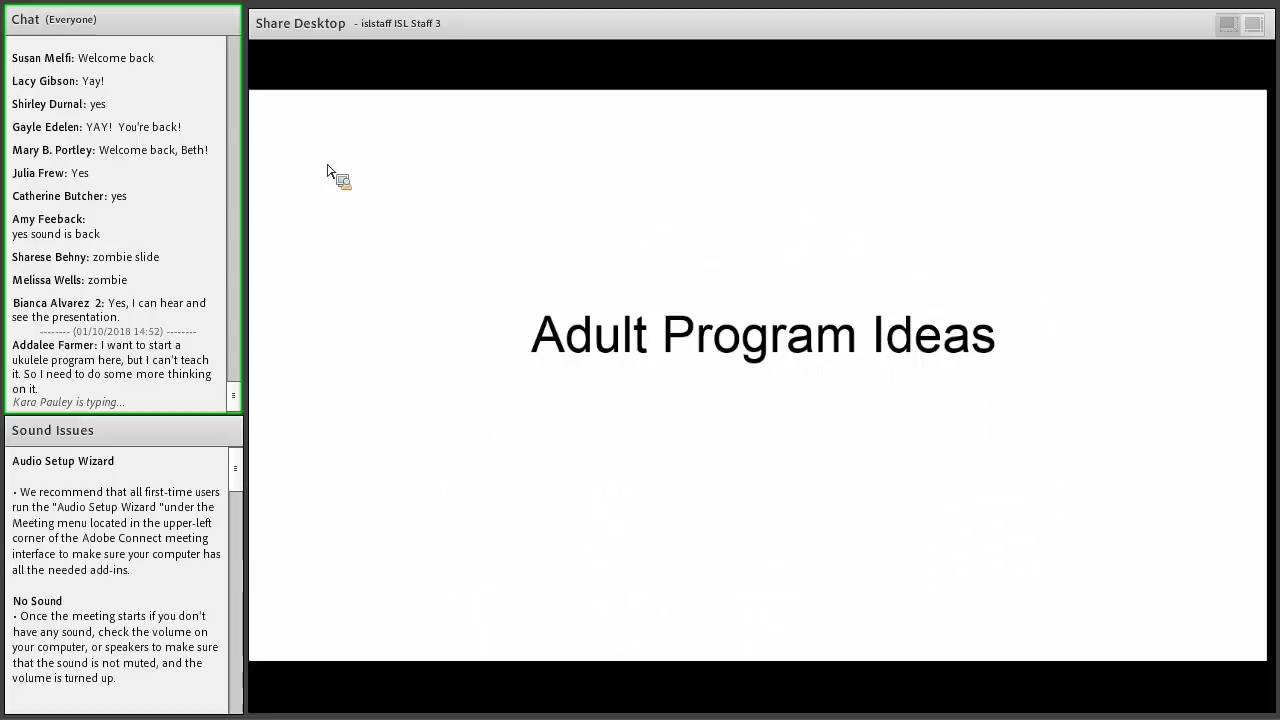 Chat (Everyone)
Susan Melfi: Welcome back
Lacy Gibson: Yay!
Shirley Durnal: yes
Gayle Edelen: YAY! You're back!
Mary B. Portley: Welcome back, Beth!
Julia Frew: Yes
Catherine Butcher: yes
Amy Feeback:
yes sound is back
Sharese Behny: zombie slide
Melissa Wells: zombie
Bianca Alvarez 2: Yes, I can hear and
see the presentation.
-------- (01/10/2018 14:52) --------
Addalee Farmer: I want to start a
ukulele program here, but I can't teach
it. So I need to do some more thinking
on it.
Kara Pauley is typing...
Sound Issues
Audio Setup Wizard
• We recommend that all first-time users
run the "Audio Setup Wizard "under the
Meeting menu located in the upper-left
corner of the Adobe Connect meeting
interface to make sure your computer has
all the needed add-ins.
No Sound
• Once the meeting starts if you don't
have any sound, check the volume on
your computer, or speakers to make sure
that the sound is not muted, and the
volume is turned up.
Share Desktop - islstaff ISL Staff 3
Adult Program Ideas